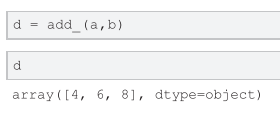 d = add_(a,b)
d
array([4, 6, 8], dtype=object)